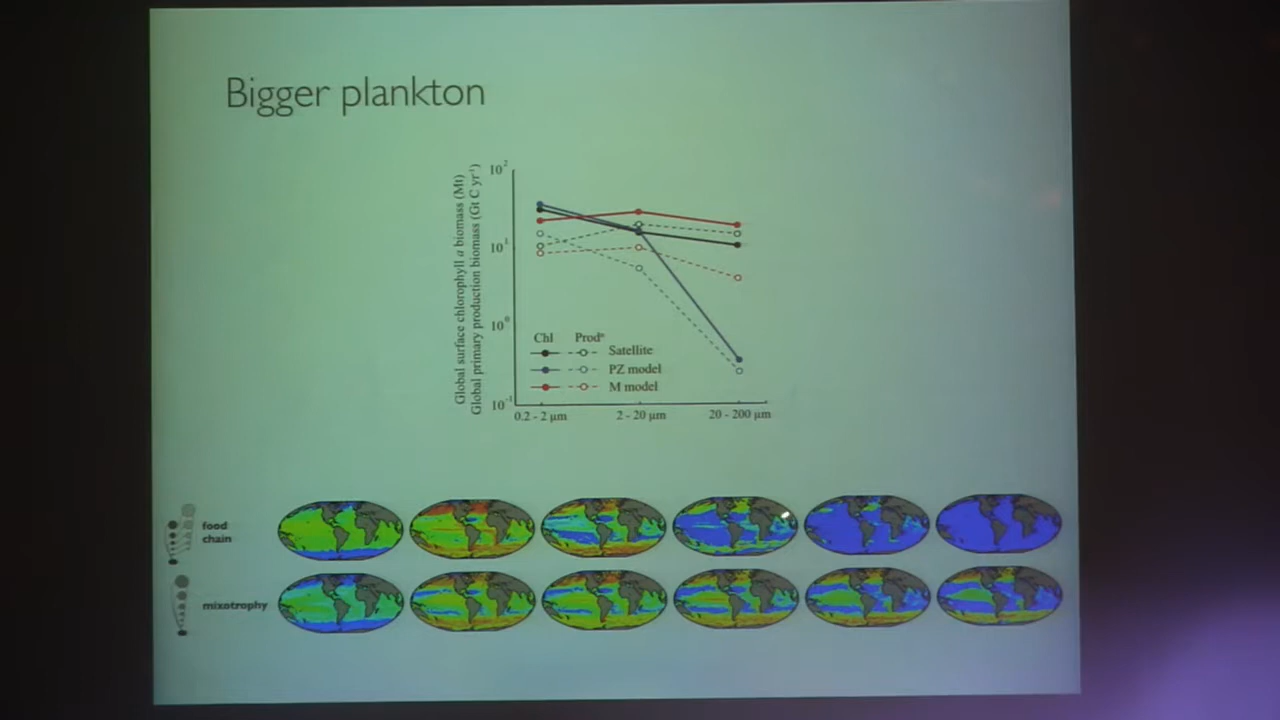 Bigger plankton
Global surface chlorophyll a biomass (Mt)
Global primary production biomass (Gt C yr⁻¹)
10²
10¹
10⁰
10⁻¹
Chl Prodⁿ
Satellite
PZ model
M model
0.2 - 2 µm 2 - 20 µm 20 - 200 µm
food
chain
mixotrophy